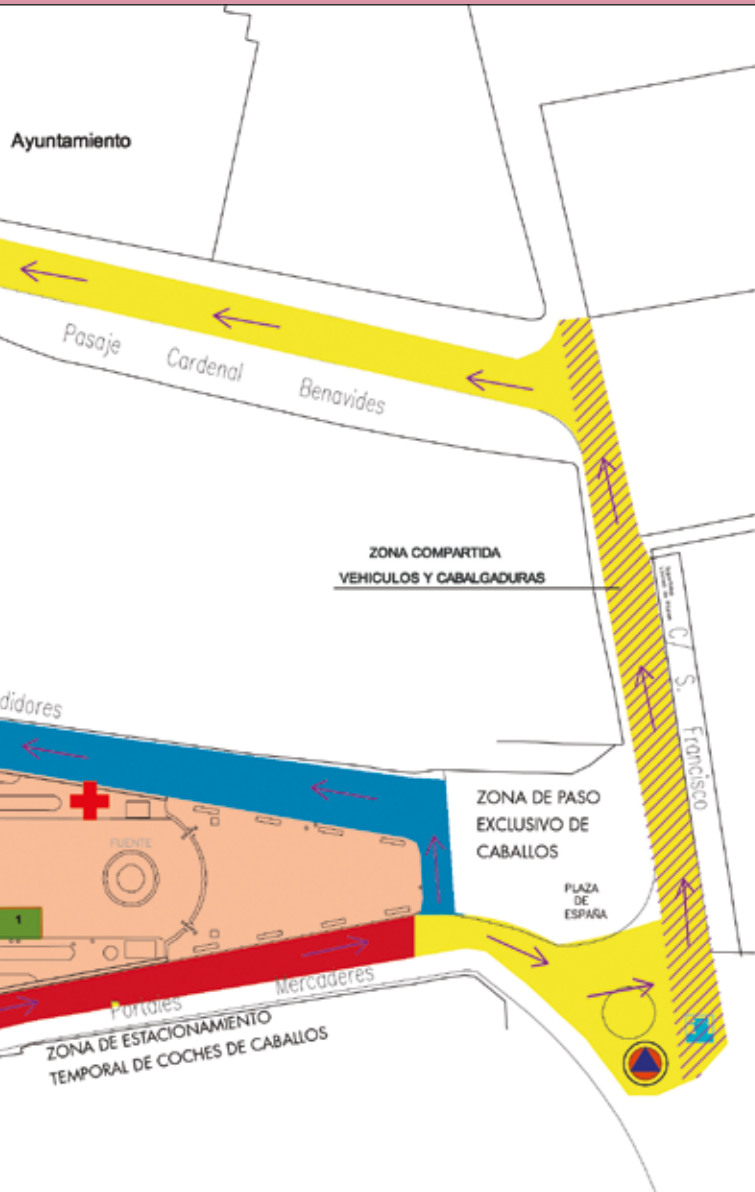 Ayuntamiento
Pasaje Cardenal Benavides
ZONA COMPARTIDA
VEHICULOS Y CABALGADURAS
C/ S. Francisco
didores
ZONA DE PASO
EXCLUSIVO DE
CABALLOS
FUENTE
PLAZA
DE
ESPAÑA
1
Portales Mercaderes
ZONA DE ESTACIONAMIENTO
TEMPORAL DE COCHES DE CABALLOS